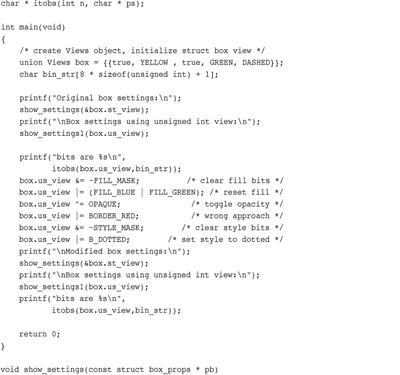 char * itobs(int n, char * ps);
int main(void)
{
/* create Views object, initialize struct box view */
union Views box = {{true, YELLOW , true, GREEN, DASHED}};
char bin_str[8 * sizeof(unsigned int) + 1];
printf("Original box settings:\n");
show_settings(&box.st_view);
printf("\nBox settings using unsigned int view:\n");
show_settings1(box.us_view);
printf("bits are %s\n",
itobs(box.us_view,bin_str));
box.us_view &= ~FILL_MASK; /* clear fill bits */
box.us_view |= (FILL_BLUE | FILL_GREEN); /* reset fill */
box.us_view ^= OPAQUE; /* toggle opacity */
box.us_view |= BORDER_RED; /* wrong approach */
box.us_view &= ~STYLE_MASK; /* clear style bits */
box.us_view |= B_DOTTED; /* set style to dotted */
printf("\nModified box settings:\n");
show_settings(&box.st_view);
printf("\nBox settings using unsigned int view:\n");
show_settings1(box.us_view);
printf("bits are %s\n",
itobs(box.us_view,bin_str));
return 0;
}
void show_settings(const struct box_props * pb)